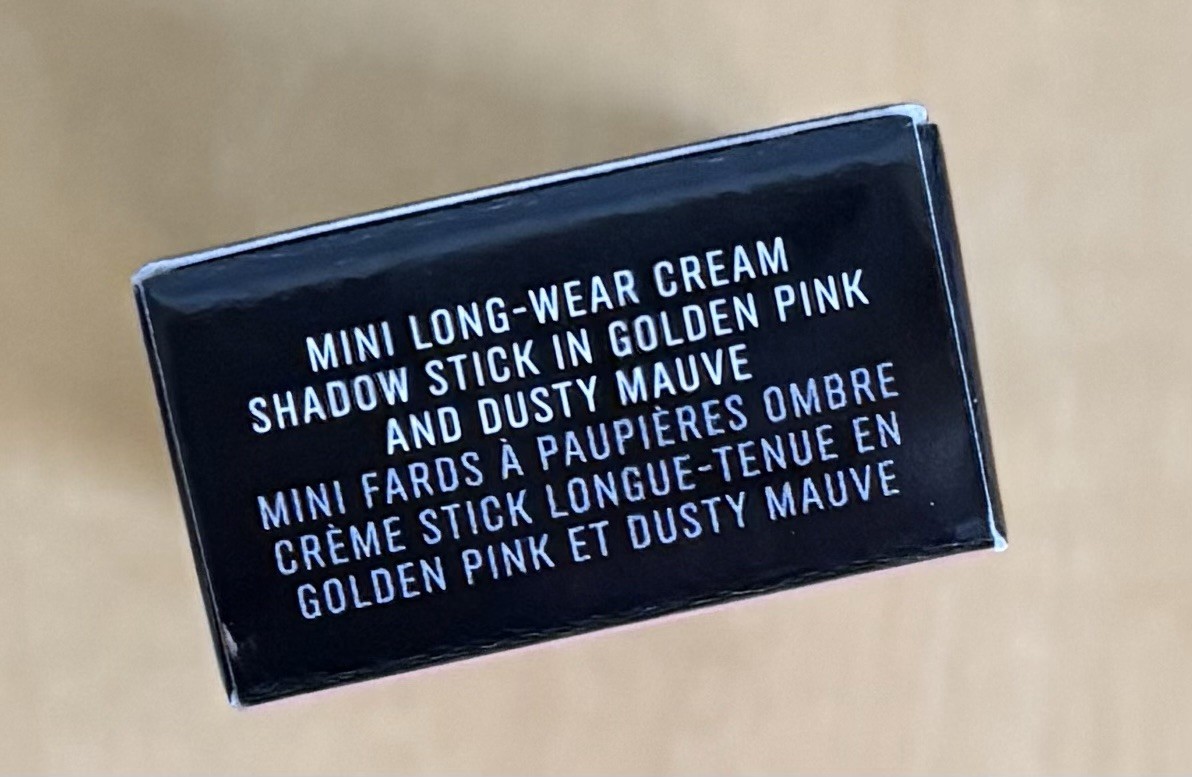 MINI LONG-WEAR CREAM
SHADOW STICK IN GOLDEN PINK
AND DUSTY MAUVE
MINI FARDS À PAUPIÈRES OMBRE
CRÈME STICK LONGUE-TENUE EN
GOLDEN PINK ET DUSTY MAUVE